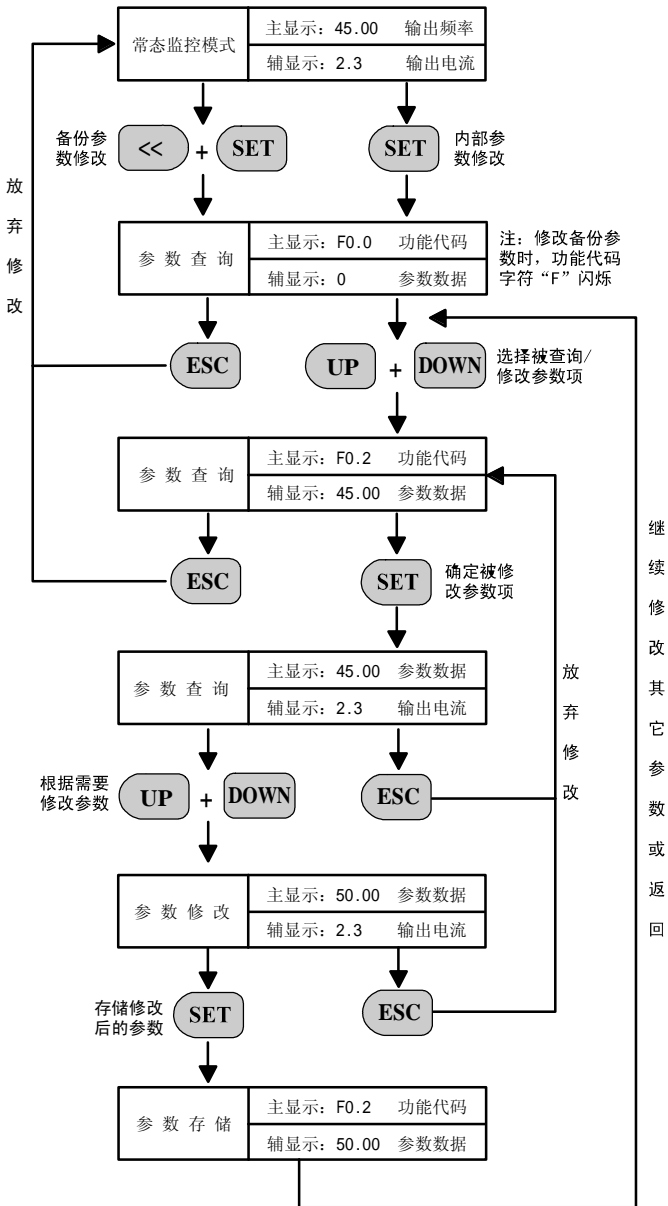 常态监控模式
主显示：45.00 输出频率
辅显示：2.3 输出电流
备份参
数修改
<< + SET
SET
内部参
数修改
放弃修改
参数查询
主显示：F0.0 功能代码
辅显示：0 参数数据
注：修改备份参
数时，功能代码
字符“F”闪烁
ESC
UP + DOWN
选择被查询/
修改参数项
参数查询
主显示：F0.2 功能代码
辅显示：45.00 参数数据
ESC
SET
确定被修
改参数项
参数查询
主显示：45.00 参数数据
辅显示：2.3 输出电流
放弃修改
继续修改其它参数或返回
根据需要
修改参数
UP + DOWN
ESC
参数修改
主显示：50.00 参数数据
辅显示：2.3 输出电流
存储修改
后的参数
SET
ESC
参数存储
主显示：F0.2 功能代码
辅显示：50.00 参数数据